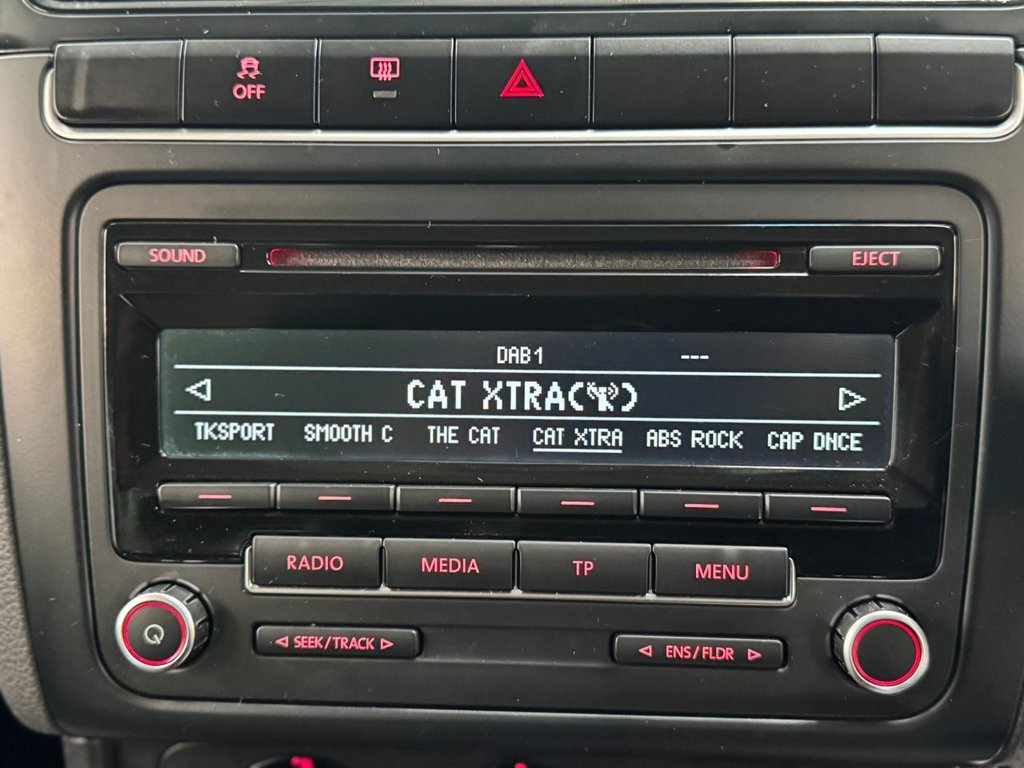 OFF
SOUND EJECT
DAB1 ---
CAT XTRA( )
TKSPORT SMOOTH C THE CAT CAT XTRA ABS ROCK CAP DNCE
RADIO MEDIA TP MENU
SEEK/TRACK ENS/FLDR